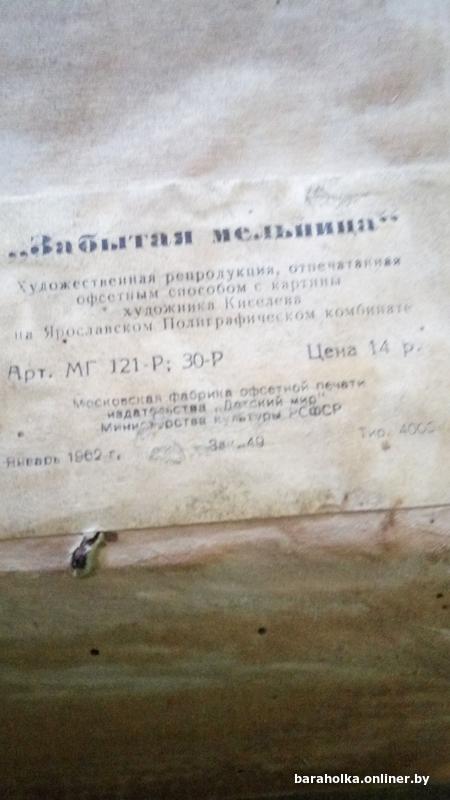 „Забытая мельница“
Художественная репродукция, отпечатанная
офсетным способом с картины
художника Киселева
на Ярославском Полиграфическом комбинате
Арт. МГ 121-Р; 30-Р
Цена 14 р.
Московская фабрика офсетной печати
издательства „Детский мир“
Министерства культуры РСФСР
Январь 1962 г.
Зак. 49
Тир. 4000
baraholka.onliner.by